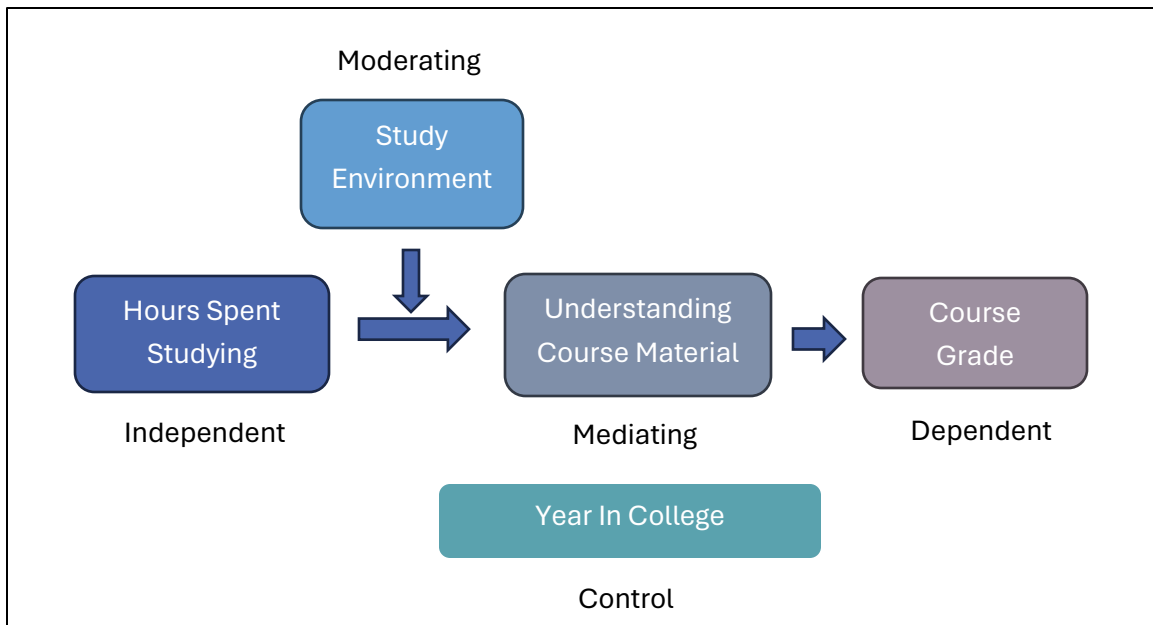 Moderating
Study
Environment
Hours Spent
Studying
Independent
Understanding
Course Material
Mediating
Course
Grade
Dependent
Year In College
Control